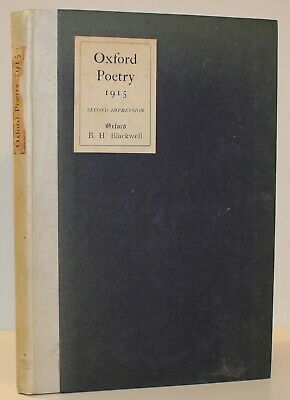 Oxford Poetry 1915
Oxford
Poetry
1915
SECOND IMPRESSION
Oxford
B. H. Blackwell